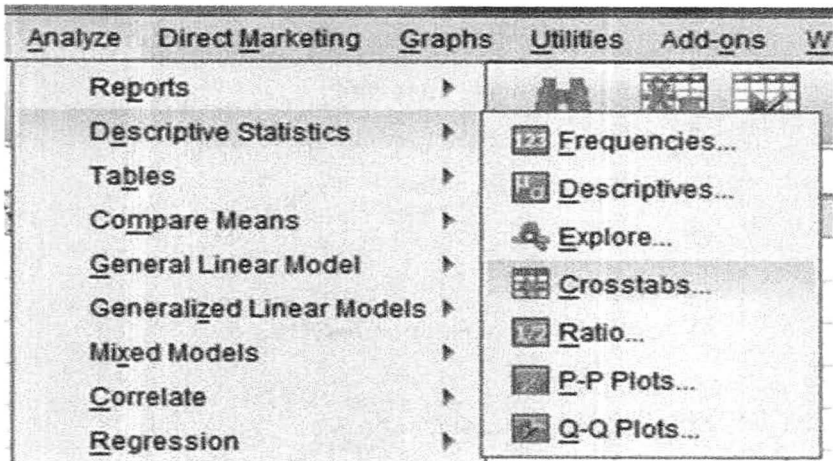 Analyze Direct Marketing Graphs Utilities Add-ons W
Reports
Descriptive Statistics
Tables
Compare Means
General Linear Model
Generalized Linear Models
Mixed Models
Correlate
Regression
123 Frequencies...
Descriptives...
Explore...
Crosstabs...
Ratio...
P-P Plots...
Q-Q Plots...